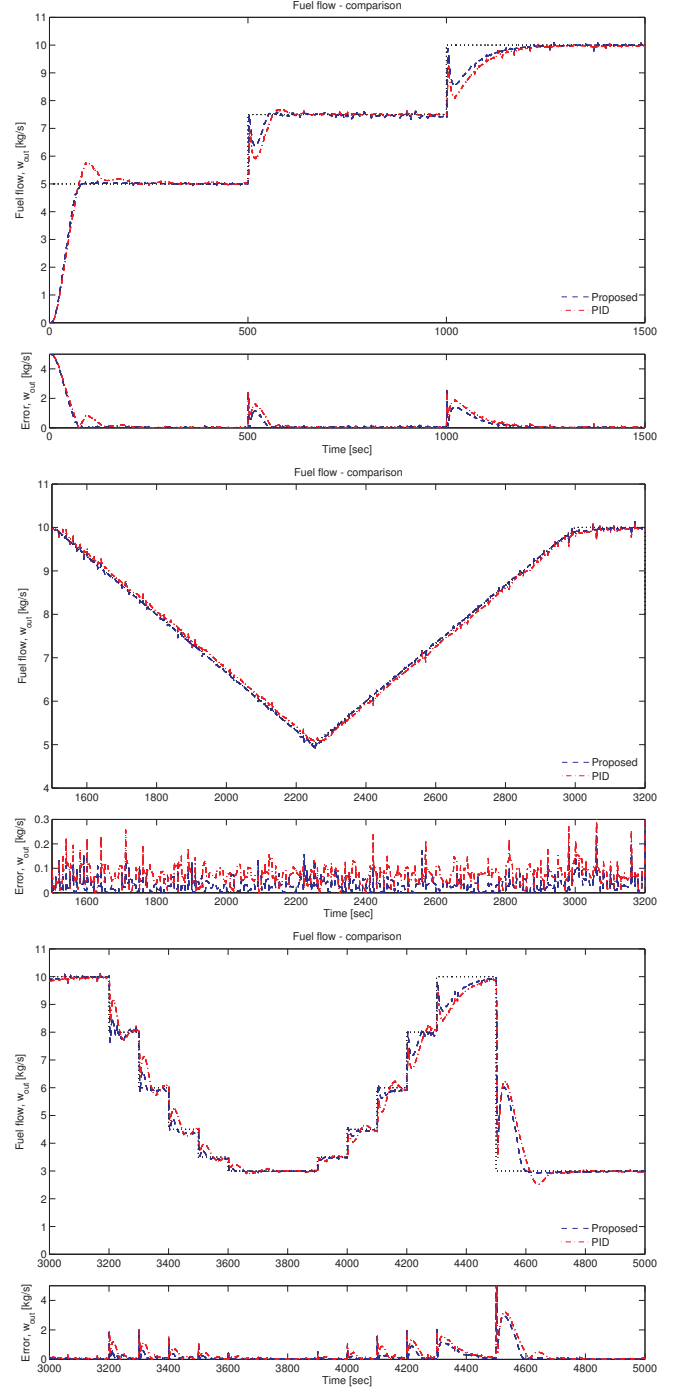 Fuel flow - comparison
11
10
9
8
7
6
5
4
3
2
1
0
Fuel flow, w_out [kg/s]
Proposed
PID
0 500 1000 1500
4
2
0
Error, w_out [kg/s]
0 500 1000 1500
Time [sec]
Fuel flow - comparison
11
10
9
8
7
6
5
4
Fuel flow, w_out [kg/s]
Proposed
PID
1600 1800 2000 2200 2400 2600 2800 3000 3200
0.3
0.2
0.1
0
Error, w_out [kg/s]
1600 1800 2000 2200 2400 2600 2800 3000 3200
Time [sec]
Fuel flow - comparison
11
10
9
8
7
6
5
4
3
2
1
0
Fuel flow, w_out [kg/s]
Proposed
PID
3000 3200 3400 3600 3800 4000 4200 4400 4600 4800 5000
4
2
0
Error, w_out [kg/s]
3000 3200 3400 3600 3800 4000 4200 4400 4600 4800 5000
Time [sec]